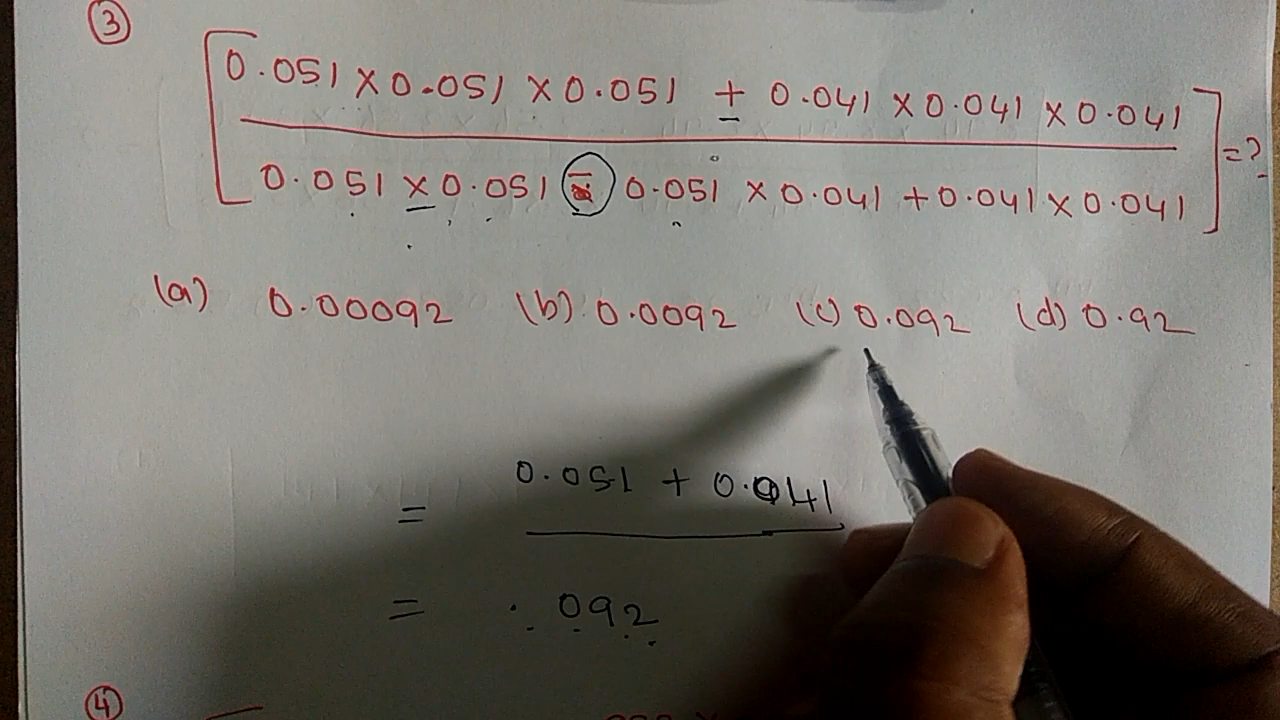 ③
[0.051 × 0.051 × 0.051 + 0.041 × 0.041 × 0.041
0.051 × 0.051 - 0.051 × 0.041 + 0.041 × 0.041] = ?
(a) 0.00092 (b) 0.0092 (c) 0.092 (d) 0.92
= 0.051 + 0.041
= .092
④